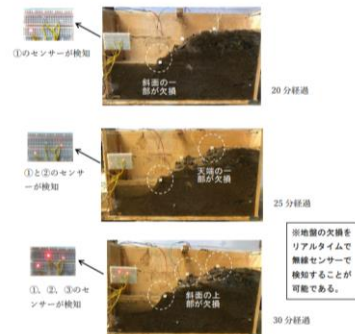 ①のセンサーが検知
斜面の一
部が欠損
20 分経過
①と②のセンサ
ーが検知
天端の一
部が欠損
25 分経過
※地盤の欠損を
リアルタイムで
無線センサーで
検知することが
可能である。
①、②、③のセ
ンサーが検知
斜面の上
部が欠損
30 分経過